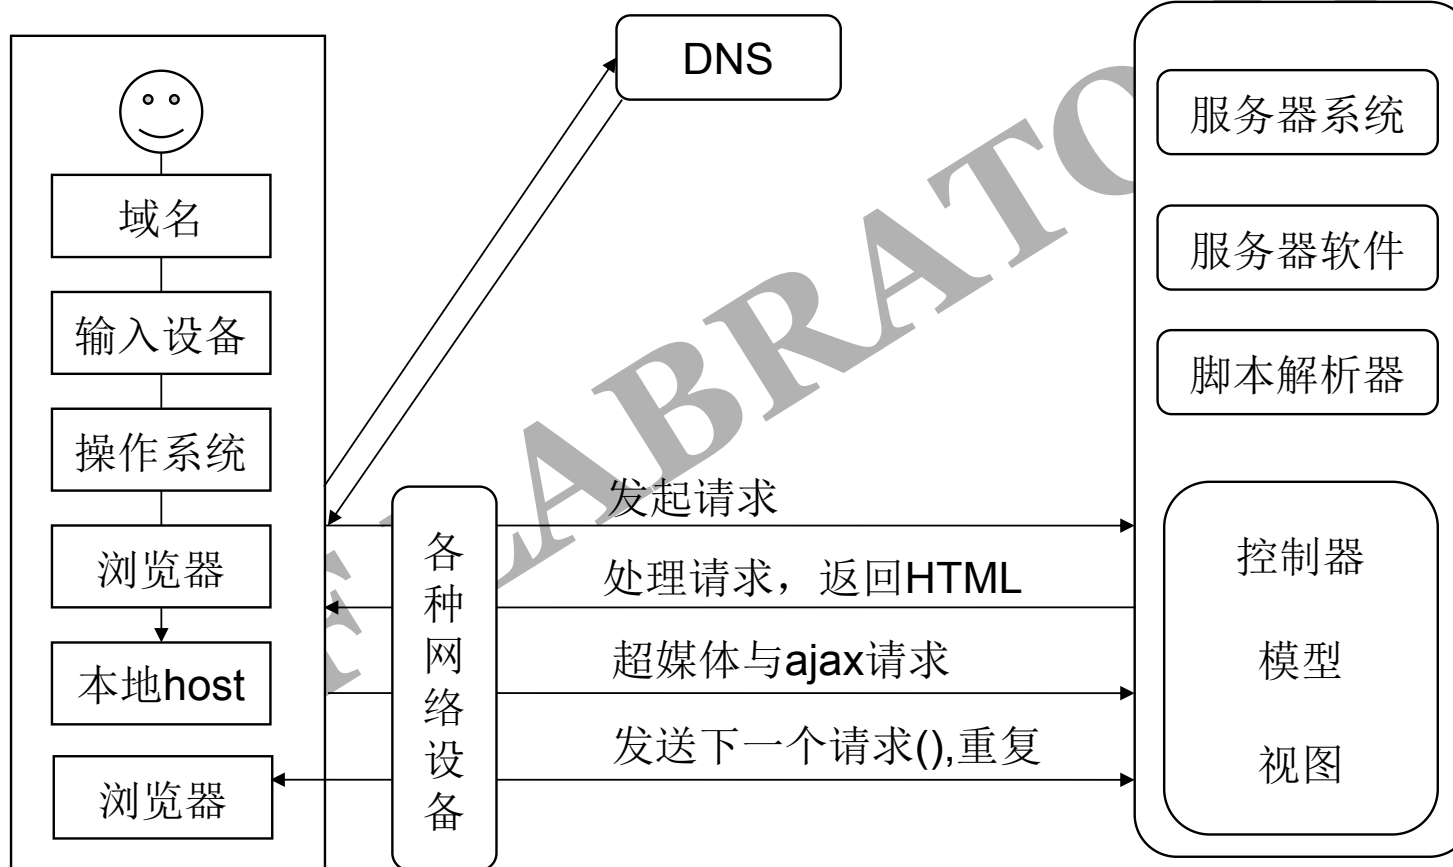 DNS
域名
输入设备
操作系统
浏览器
本地host
浏览器
各种网络设备
发起请求
处理请求，返回HTML
超媒体与ajax请求
发送下一个请求(),重复
服务器系统
服务器软件
脚本解析器
控制器
模型
视图